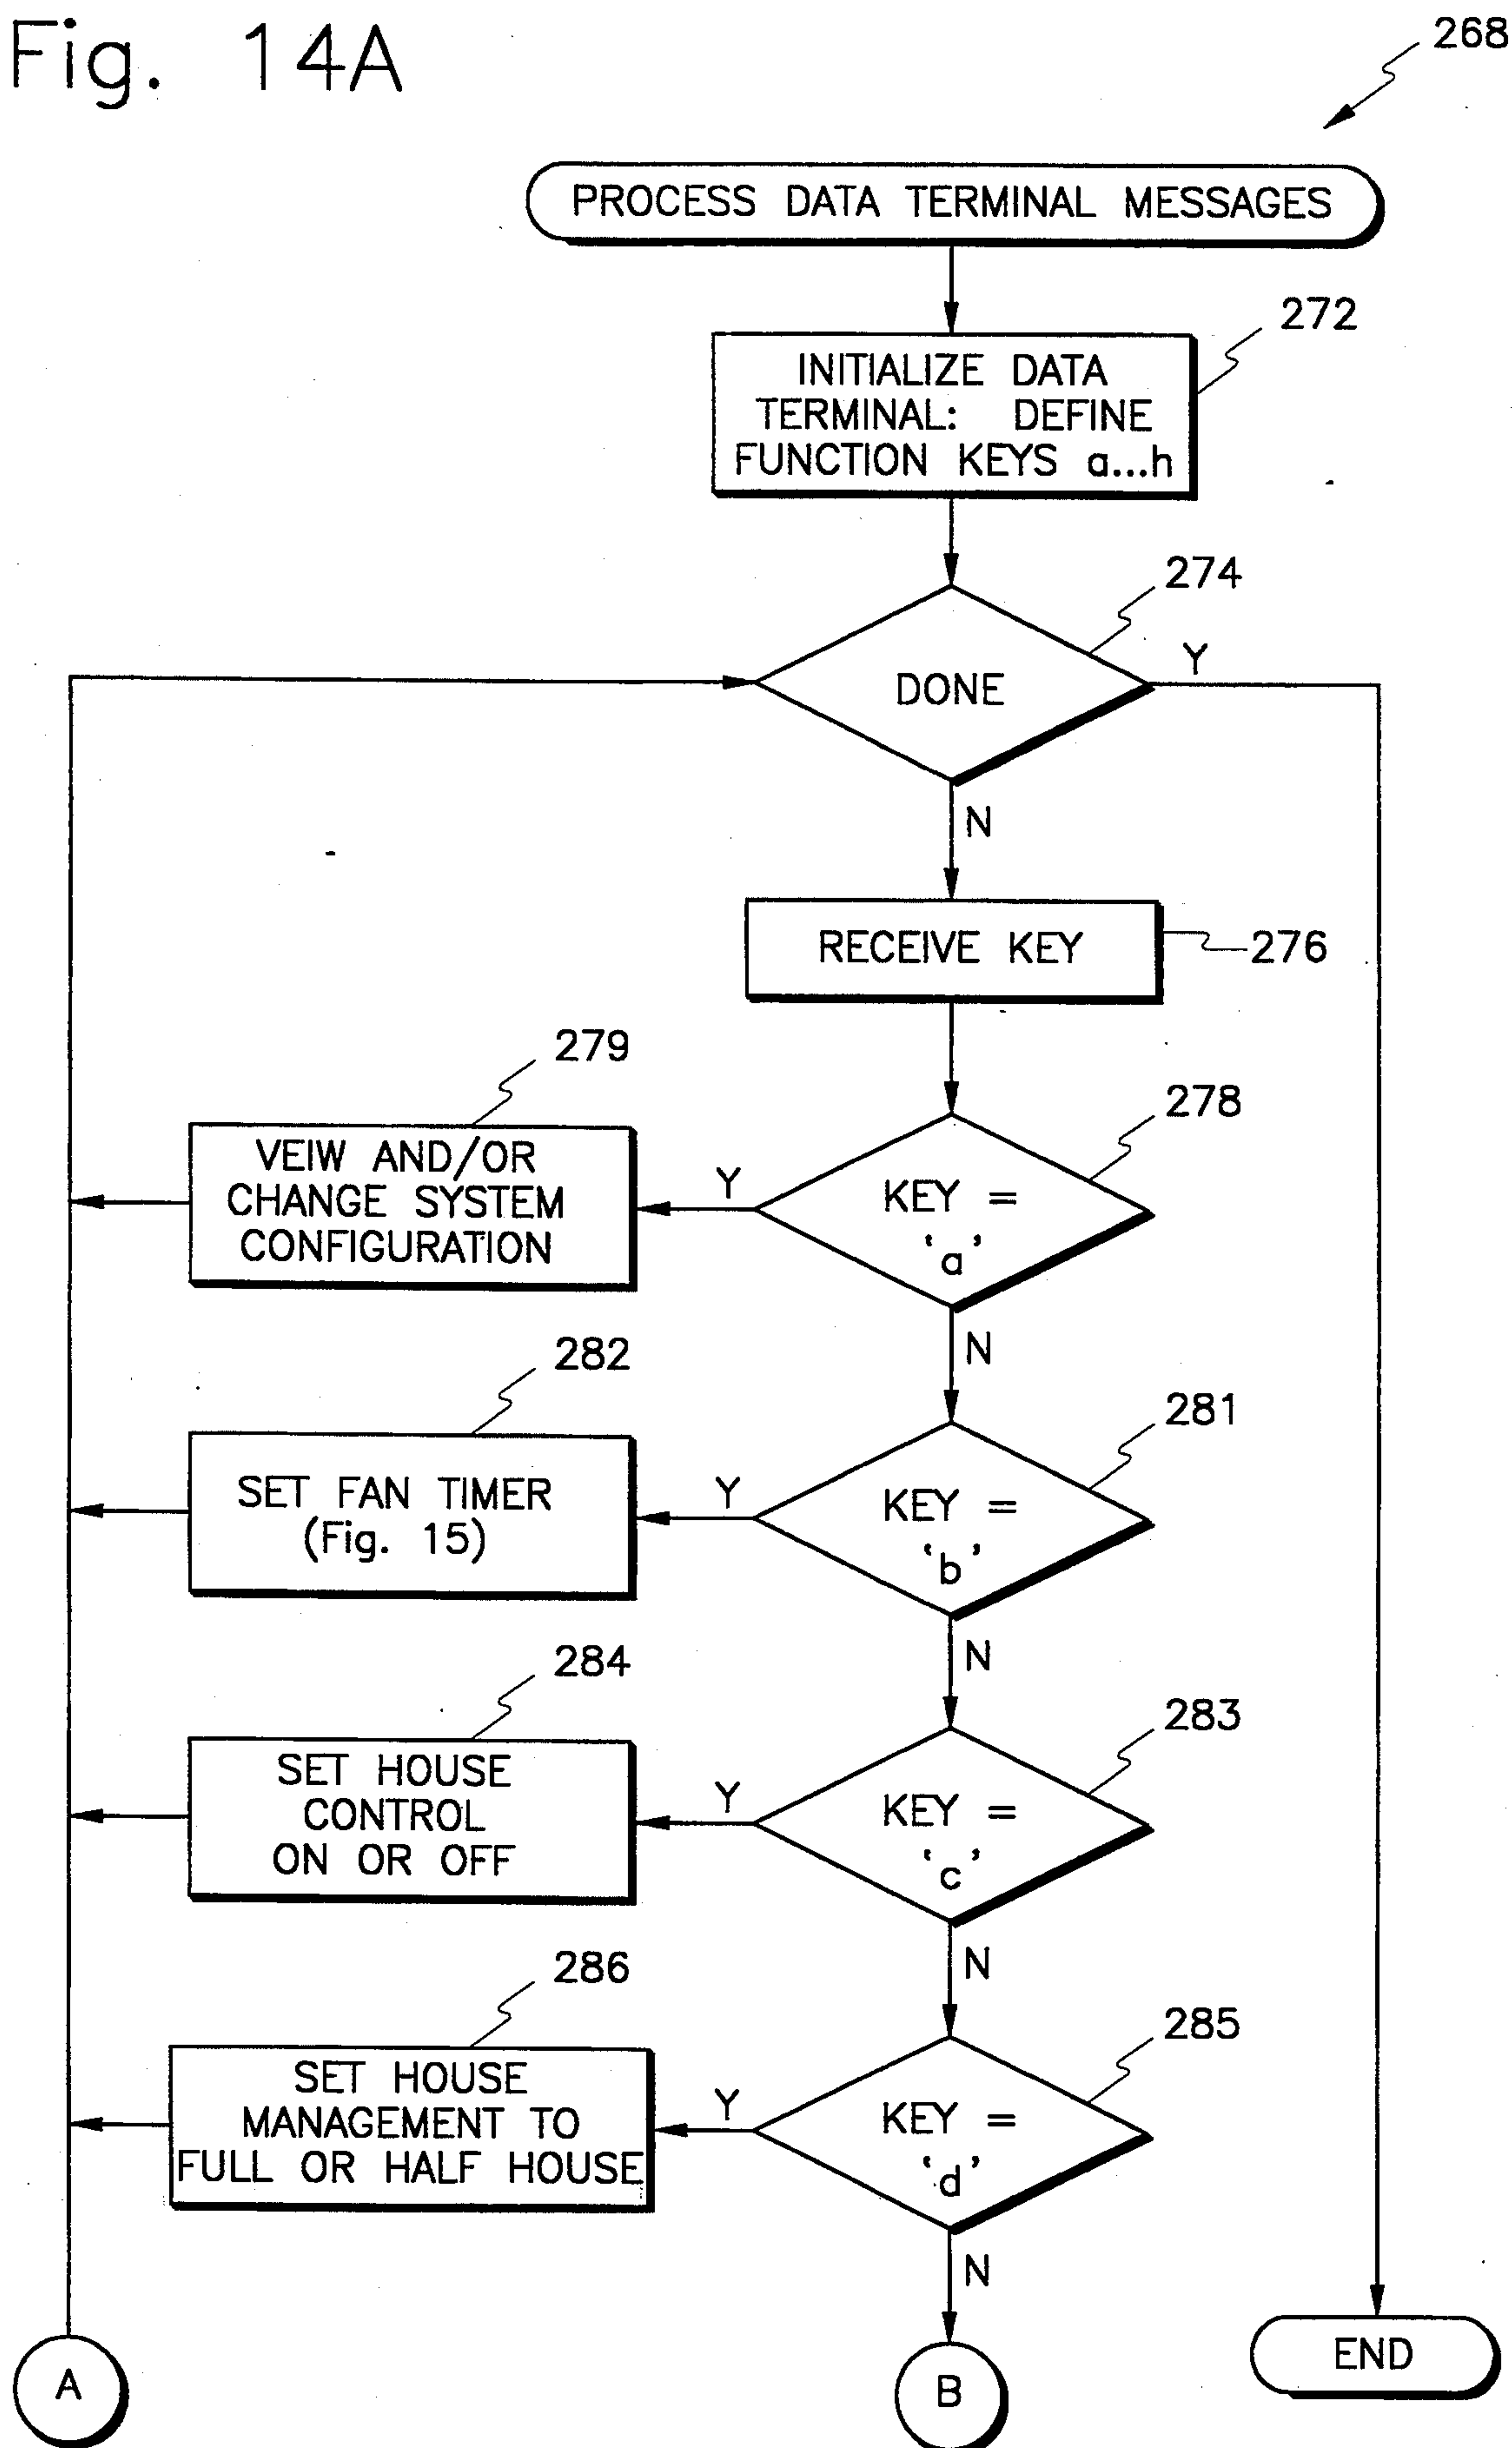 Fig. 14A
268
PROCESS DATA TERMINAL MESSAGES
272
INITIALIZE DATA
TERMINAL: DEFINE
FUNCTION KEYS a...h
274
DONE
Y
N
RECEIVE KEY
276
279
278
VEIW AND/OR
CHANGE SYSTEM
CONFIGURATION
Y
KEY =
'a'
N
282
281
SET FAN TIMER
(Fig. 15)
Y
KEY =
'b'
N
284
283
SET HOUSE
CONTROL
ON OR OFF
Y
KEY =
'c'
N
286
285
SET HOUSE
MANAGEMENT TO
FULL OR HALF HOUSE
Y
KEY =
'd'
N
A
B
END